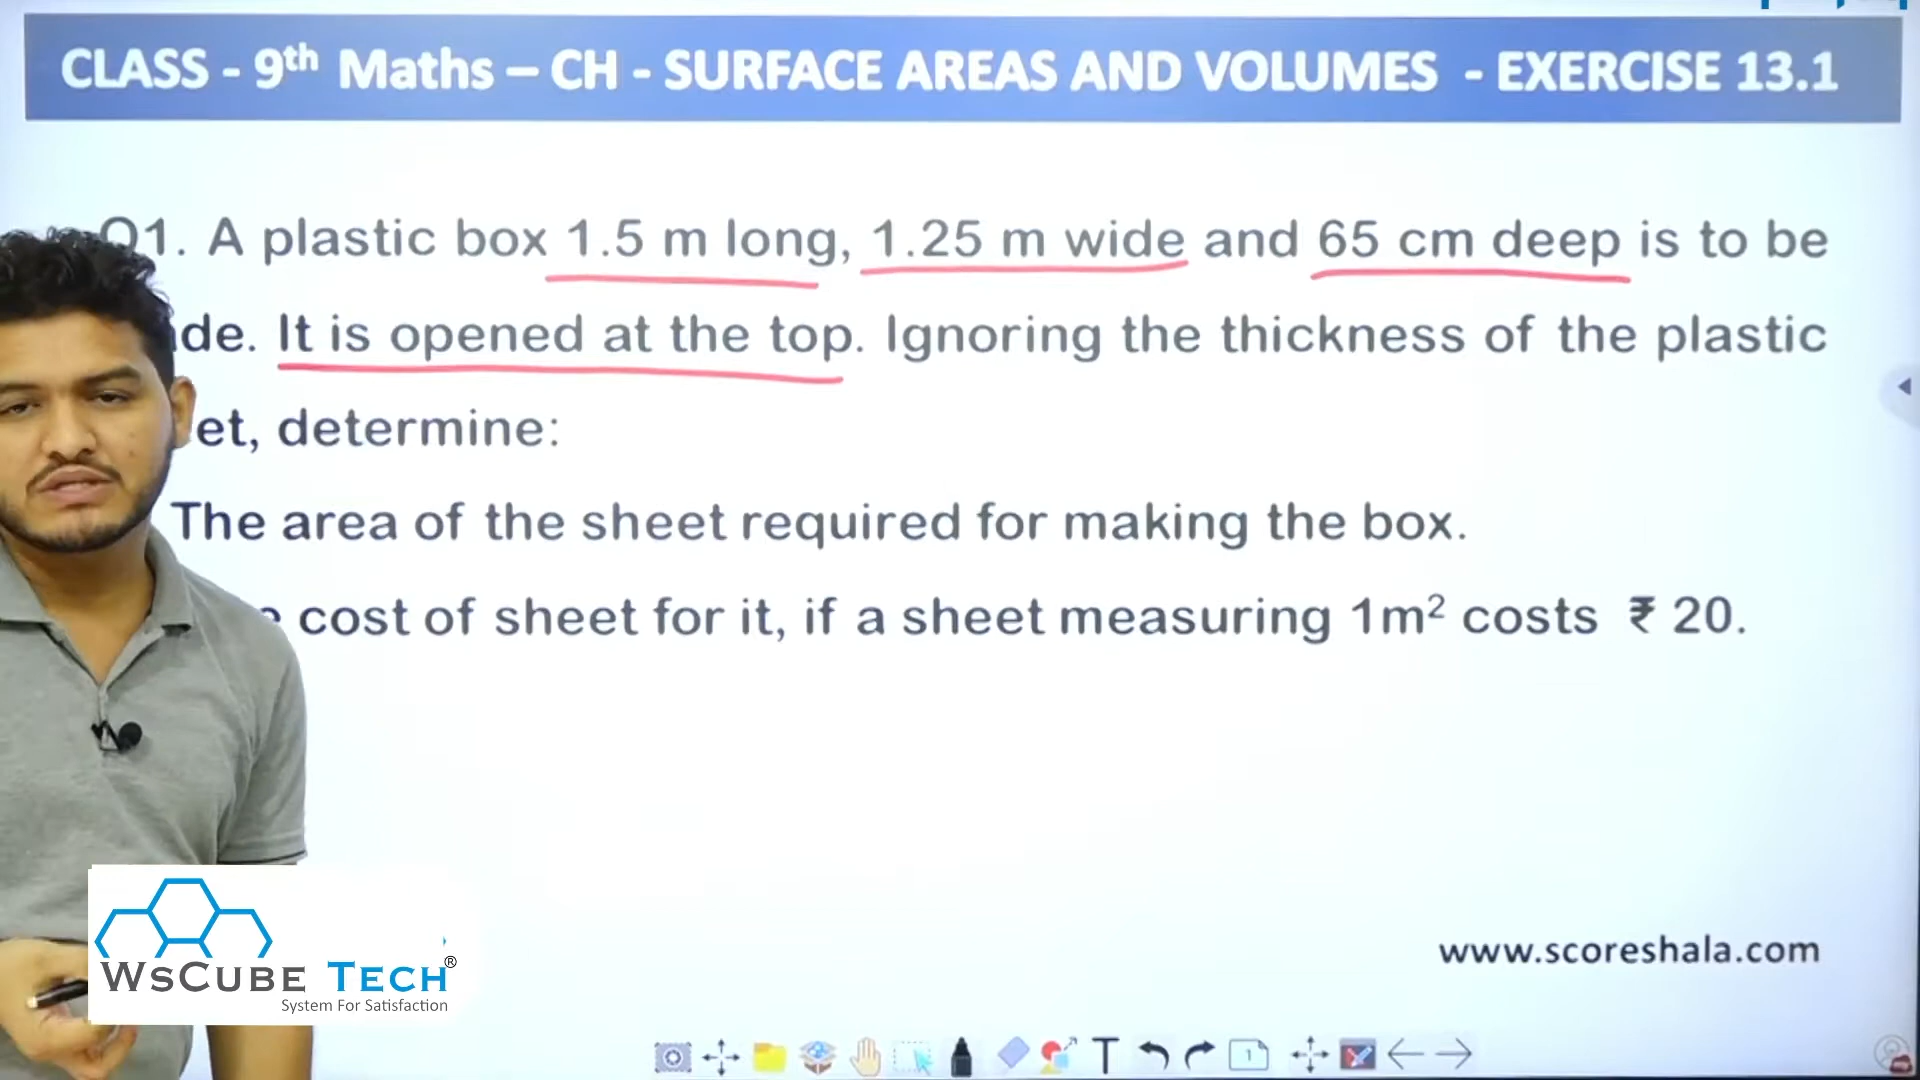 CLASS - 9th Maths – CH - SURFACE AREAS AND VOLUMES - EXERCISE 13.1
Q1. A plastic box 1.5 m long, 1.25 m wide and 65 cm deep is to be
de. It is opened at the top. Ignoring the thickness of the plastic
et, determine:
The area of the sheet required for making the box.
cost of sheet for it, if a sheet measuring 1m² costs ₹ 20.
www.scoreshala.com
WSCUBE TECH®
System For Satisfaction
T
1